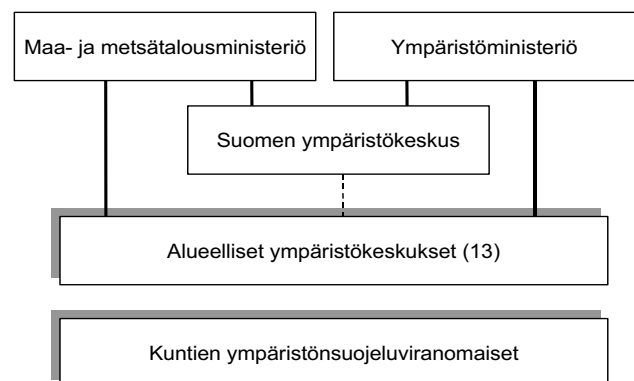 Maa- ja metsätalousministeriö
Ympäristöministeriö
Suomen ympäristökeskus
Alueelliset ympäristökeskukset (13)
Kuntien ympäristönsuojeluviranomaiset